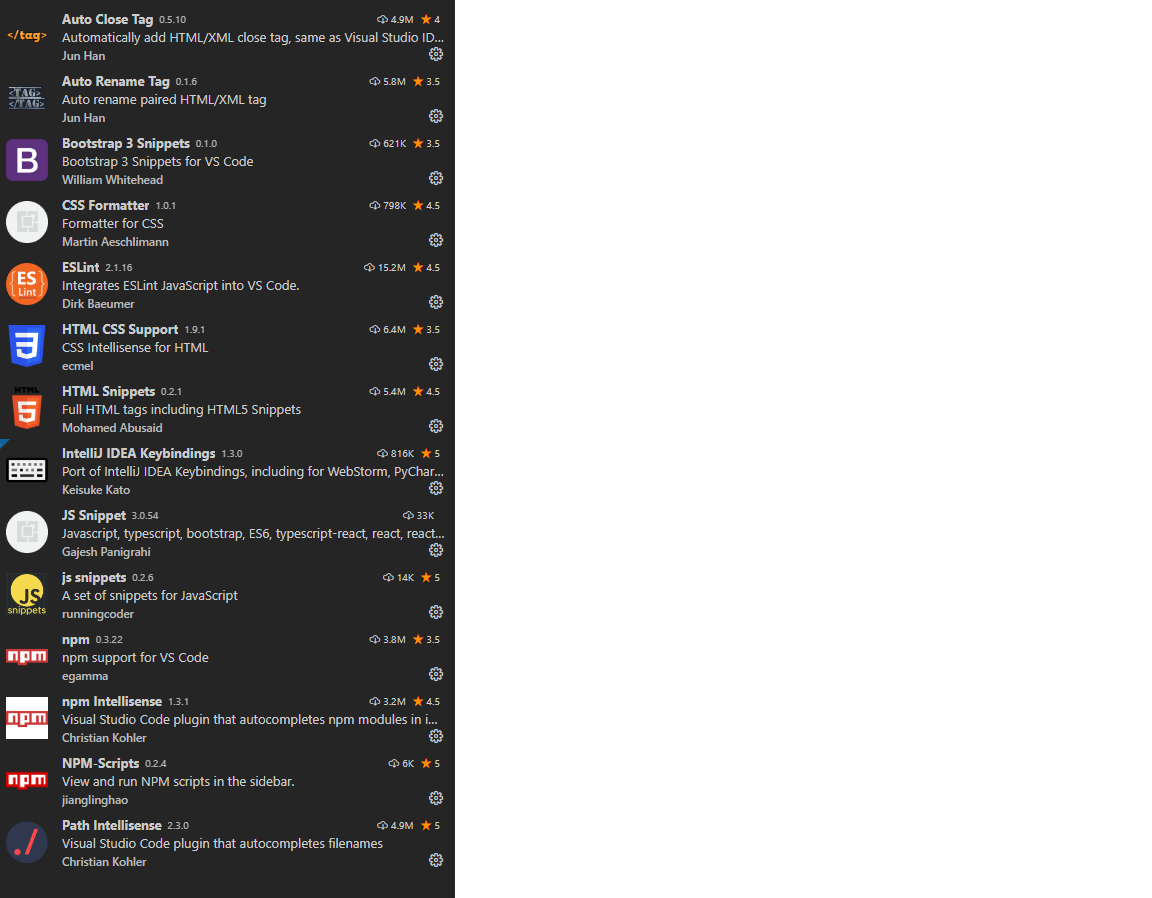 </tag>
Auto Close Tag 0.5.10 4.9M 4
Automatically add HTML/XML close tag, same as Visual Studio ID...
Jun Han
<TAG>
</TAG>
Auto Rename Tag 0.1.6 5.8M 3.5
Auto rename paired HTML/XML tag
Jun Han
B
Bootstrap 3 Snippets 0.1.0 621K 3.5
Bootstrap 3 Snippets for VS Code
William Whitehead
CSS Formatter 1.0.1 798K 4.5
Formatter for CSS
Martin Aeschlimann
{ES
Lint}
ESLint 2.1.16 15.2M 4.5
Integrates ESLint JavaScript into VS Code.
Dirk Baeumer
3
HTML CSS Support 1.9.1 6.4M 3.5
CSS Intellisense for HTML
ecmel
HTML
5
HTML Snippets 0.2.1 5.4M 4.5
Full HTML tags including HTML5 Snippets
Mohamed Abusaid
IntelliJ IDEA Keybindings 1.3.0 816K 5
Port of IntelliJ IDEA Keybindings, including for WebStorm, PyChar...
Keisuke Kato
JS Snippet 3.0.54 33K
Javascript, typescript, bootstrap, ES6, typescript-react, react, react...
Gajesh Panigrahi
JS
snippets
js snippets 0.2.6 14K 5
A set of snippets for JavaScript
runningcoder
npm
npm 0.3.22 3.8M 3.5
npm support for VS Code
egamma
npm
npm Intellisense 1.3.1 3.2M 4.5
Visual Studio Code plugin that autocompletes npm modules in i...
Christian Kohler
npm
NPM-Scripts 0.2.4 6K 5
View and run NPM scripts in the sidebar.
jianglinghao
./
Path Intellisense 2.3.0 4.9M 5
Visual Studio Code plugin that autocompletes filenames
Christian Kohler